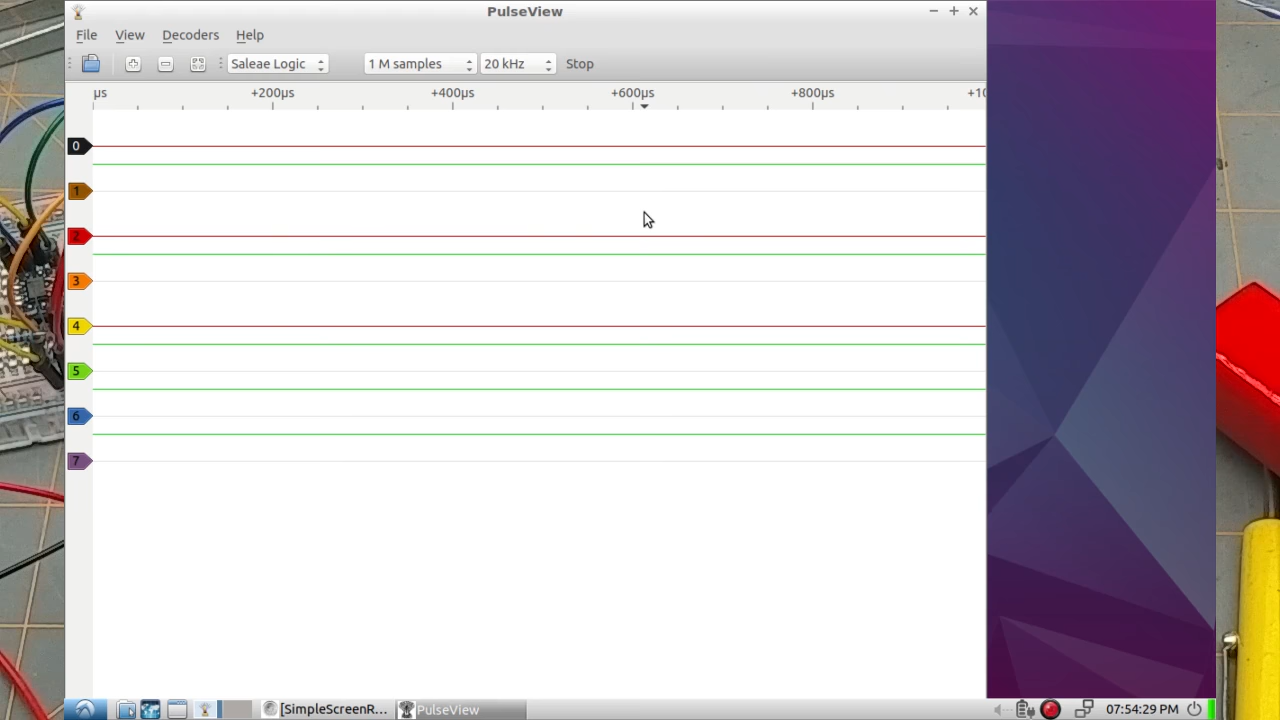 PulseView
File View Decoders Help
Saleae Logic 1 M samples 20 kHz Stop
µs +200µs +400µs +600µs +800µs +10
0
1
2
3
4
5
6
7
[SimpleScreenR... PulseView 07:54:29 PM